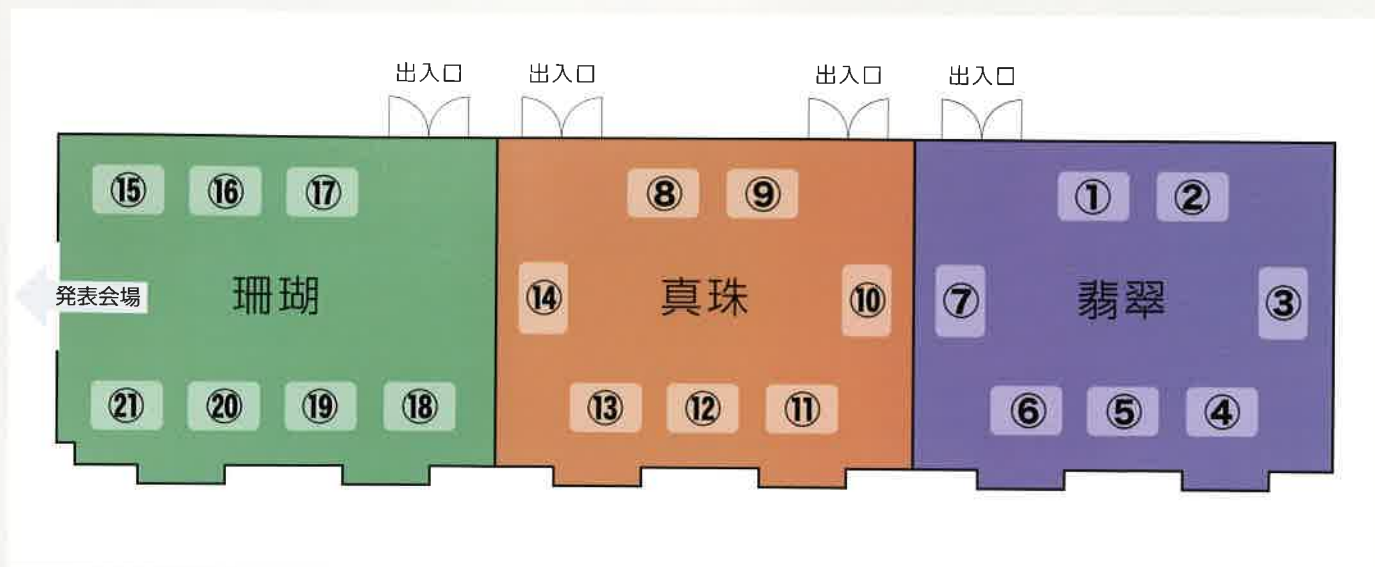 出入口 出入口 出入口 出入口
⑮ ⑯ ⑰ ⑧ ⑨ ① ②
発表会場 珊瑚 ⑭ 真珠 ⑩ ⑦ 翡翠 ③
㉑ ⑳ ⑲ ⑱ ⑬ ⑫ ⑪ ⑥ ⑤ ④